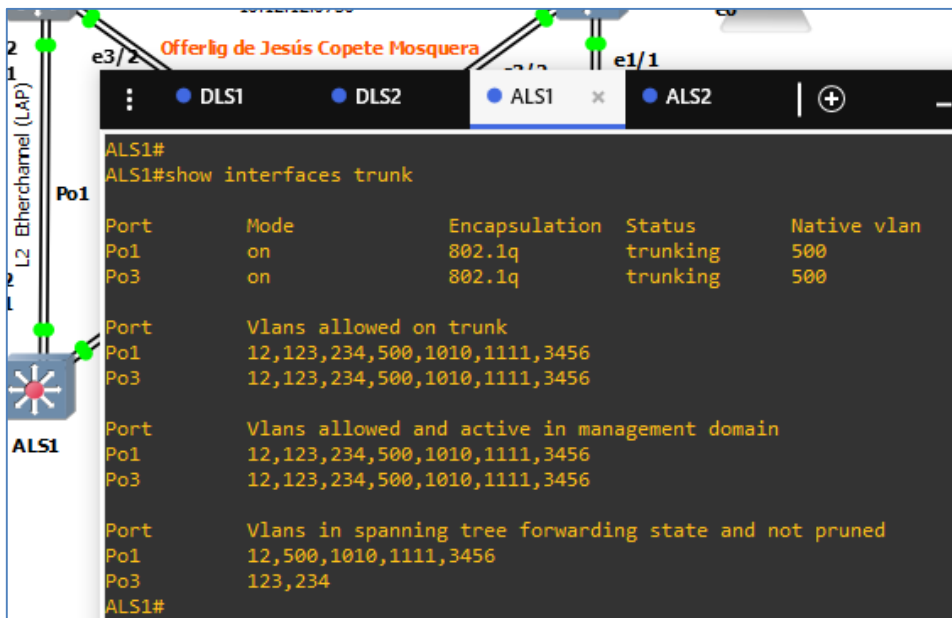 Offerlig de Jesús Copete Mosquera
e3/2
e1/1
2
1
DLS1 DLS2 ALS1 × ALS2
L2 Etherchannel (LAP)
Po1
ALS1
ALS1#
ALS1#show interfaces trunk
Port Mode Encapsulation Status Native vlan
Po1 on 802.1q trunking 500
Po3 on 802.1q trunking 500
Port Vlans allowed on trunk
Po1 12,123,234,500,1010,1111,3456
Po3 12,123,234,500,1010,1111,3456
Port Vlans allowed and active in management domain
Po1 12,123,234,500,1010,1111,3456
Po3 12,123,234,500,1010,1111,3456
Port Vlans in spanning tree forwarding state and not pruned
Po1 12,500,1010,1111,3456
Po3 123,234
ALS1#